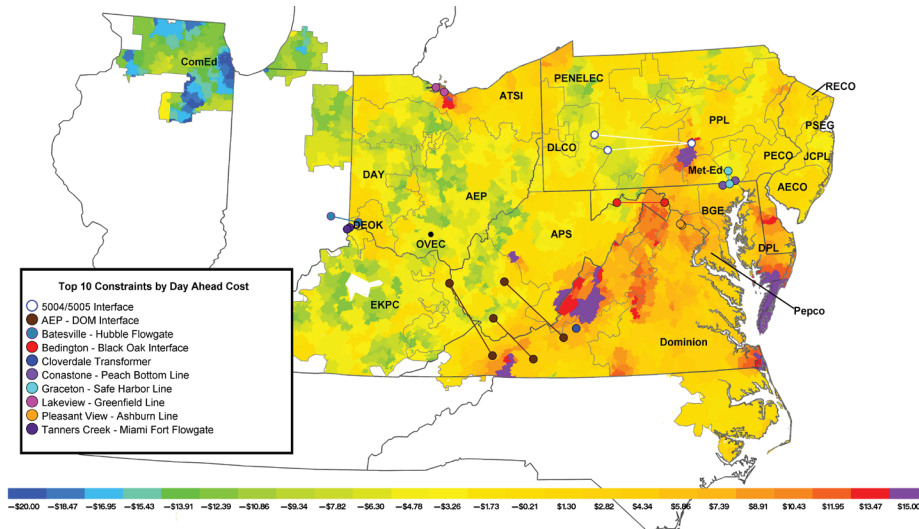 RECO
ComEd
ATSI
PENELEC
PPL
PSEG
DLCO
PECO
JCPL
Met-Ed
DAY
AEP
AECO
DEOK
BGE
OVEC
APS
DPL
EKPC
Pepco
Dominion
Top 10 Constraints by Day Ahead Cost
5004/5005 Interface
AEP - DOM Interface
Batesville - Hubble Flowgate
Bedington - Black Oak Interface
Cloverdale Transformer
Conastone - Peach Bottom Line
Graceton - Safe Harbor Line
Lakeview - Greenfield Line
Pleasant View - Ashburn Line
Tanners Creek - Miami Fort Flowgate
–$20.00 –$18.47 –$16.95 –$15.43 –$13.91 –$12.39 –$10.86 –$9.34 –$7.82 –$6.30 –$4.78 –$3.26 –$1.73 –$0.21 $1.30 $2.82 $4.34 $5.86 $7.39 $8.91 $10.43 $11.95 $13.47 $15.00